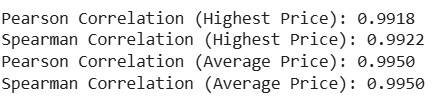 Pearson Correlation (Highest Price): 0.9918
Spearman Correlation (Highest Price): 0.9922
Pearson Correlation (Average Price): 0.9950
Spearman Correlation (Average Price): 0.9950